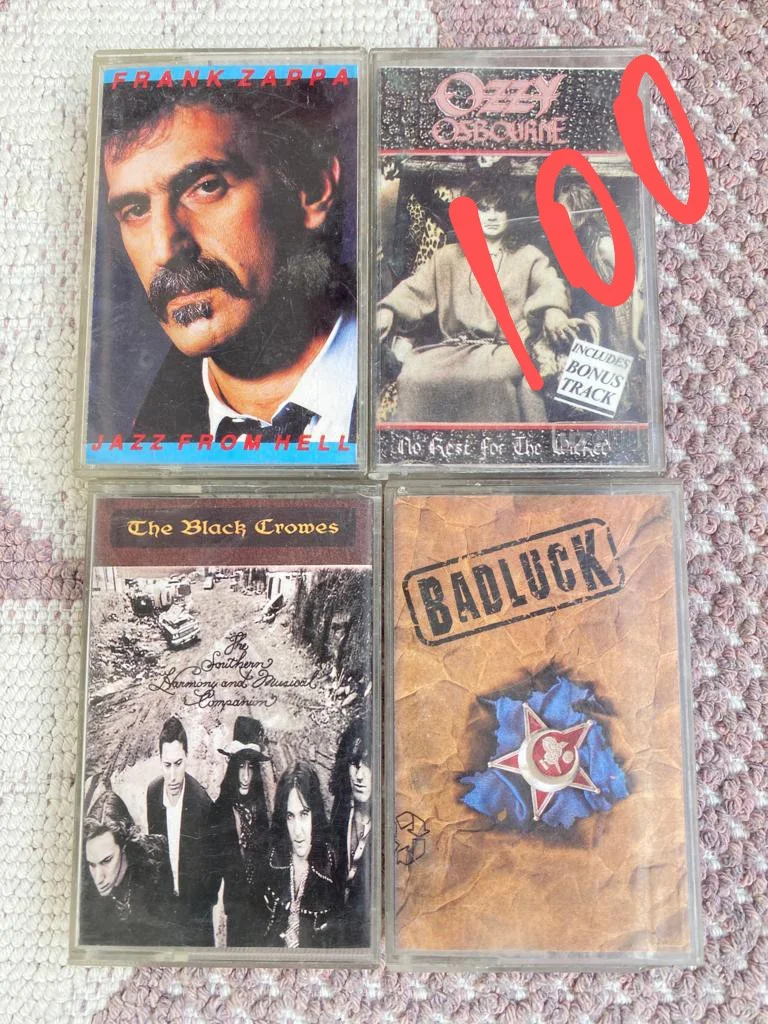 FRANK ZAPPA
JAZZ FROM HELL
OZZY
OSBOURNE
100
INCLUDES
BONUS
TRACK
No Rest for The Wicked
The Black Crowes
The
Southern
Harmony and Musical
Companion
BADLUCK